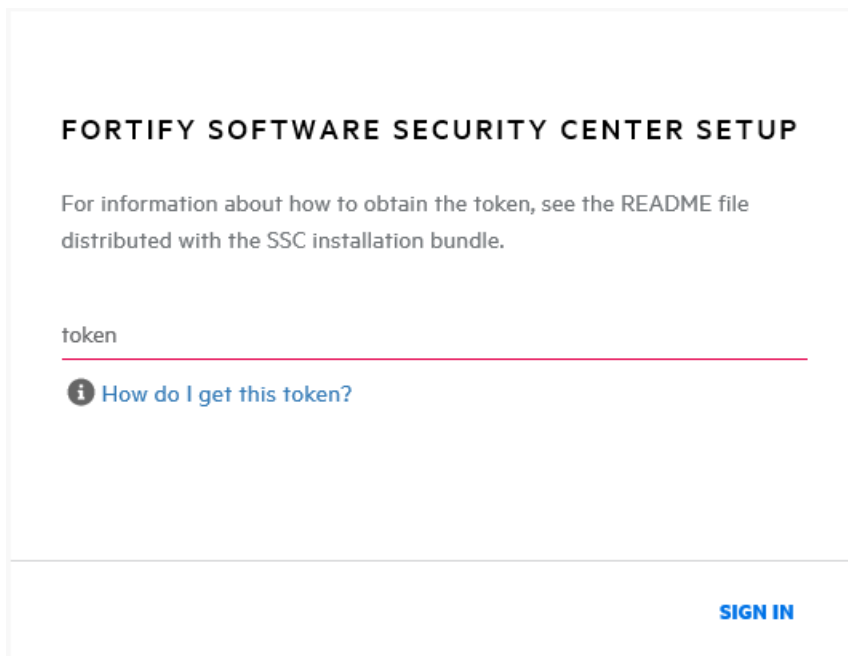 FORTIFY SOFTWARE SECURITY CENTER SETUP
For information about how to obtain the token, see the README file
distributed with the SSC installation bundle.
token
How do I get this token?
SIGN IN